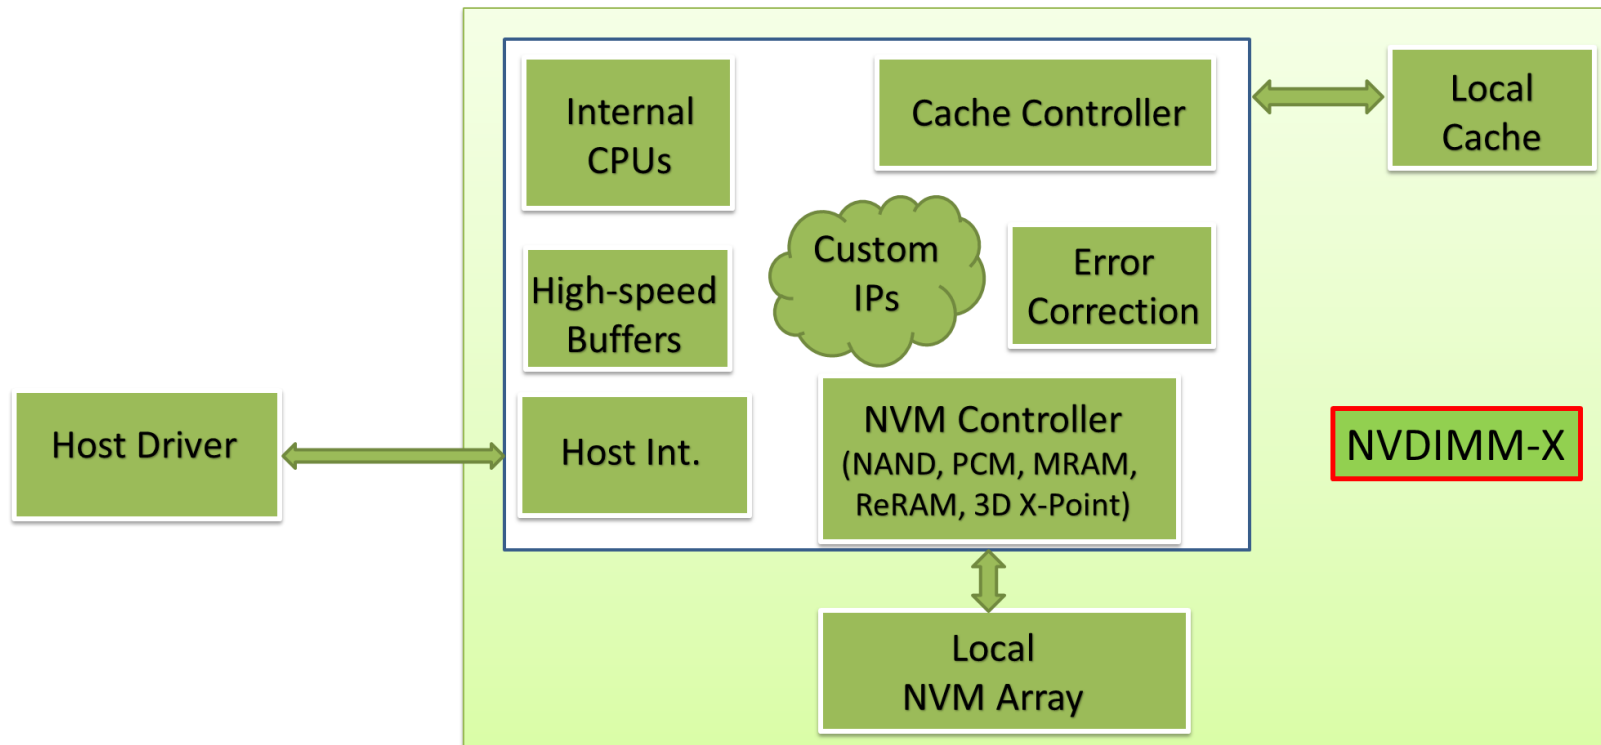 Internal
CPUs
Cache Controller
Local
Cache
Custom
IPs
Error
Correction
High-speed
Buffers
Host Driver
Host Int.
NVM Controller
(NAND, PCM, MRAM,
ReRAM, 3D X-Point)
NVDIMM-X
Local
NVM Array